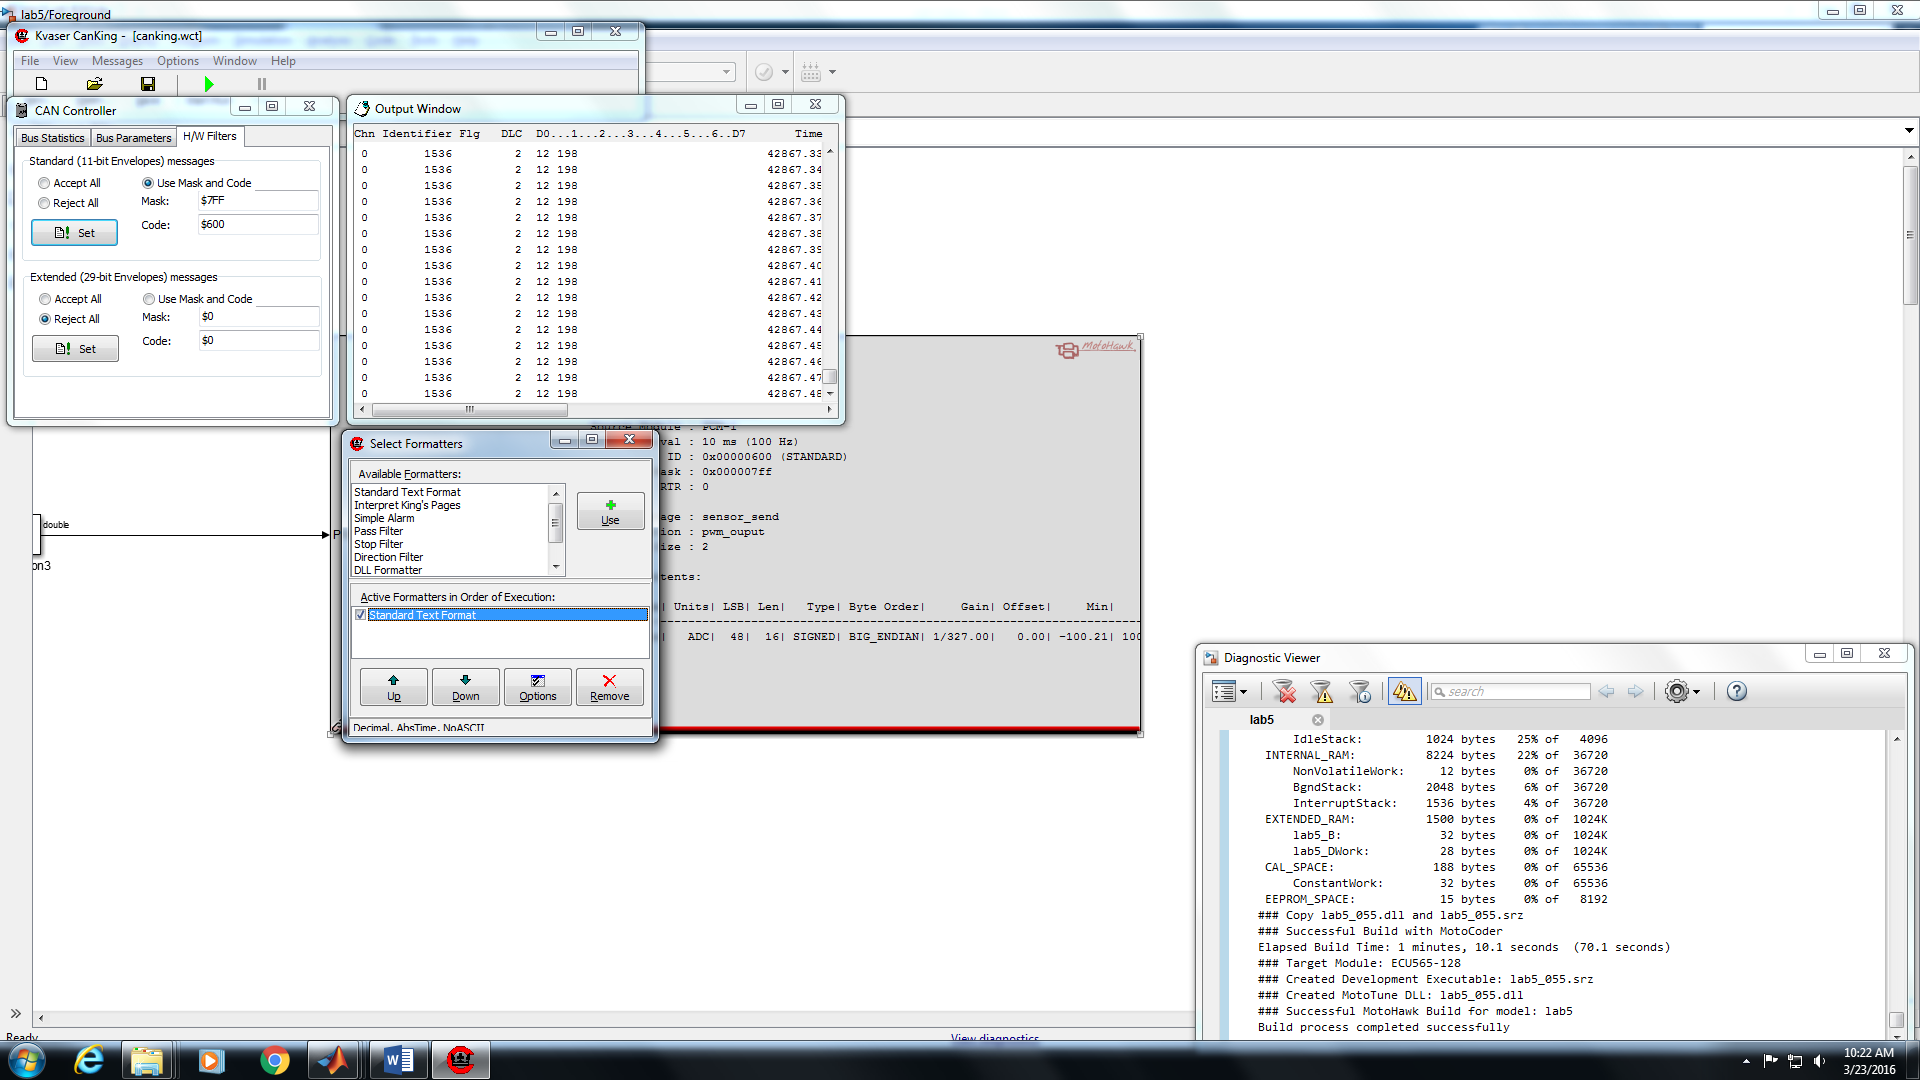 lab5/Foreground
Kvaser CanKing - [canking.wct]
File View Messages Options Window Help
CAN Controller
Bus Statistics Bus Parameters H/W Filters
Standard (11-bit Envelopes) messages
Accept All Use Mask and Code
Reject All Mask: $7FF
Set Code: $600
Extended (29-bit Envelopes) messages
Accept All Use Mask and Code
Reject All Mask: $0
Set Code: $0
Output Window
Chn Identifier Flg DLC D0...1...2...3...4...5...6..D7 Time
0 1536 2 12 198 42867.33
0 1536 2 12 198 42867.34
0 1536 2 12 198 42867.35
0 1536 2 12 198 42867.36
0 1536 2 12 198 42867.37
0 1536 2 12 198 42867.38
0 1536 2 12 198 42867.39
0 1536 2 12 198 42867.40
0 1536 2 12 198 42867.41
0 1536 2 12 198 42867.42
0 1536 2 12 198 42867.43
0 1536 2 12 198 42867.44
0 1536 2 12 198 42867.45
0 1536 2 12 198 42867.46
0 1536 2 12 198 42867.47
0 1536 2 12 198 42867.48
MotoHawk
: PCM-1
val : 10 ms (100 Hz)
ID : 0x00000600 (STANDARD)
ask : 0x000007ff
RTR : 0
age : sensor_send
ion : pwm_ouput
ize : 2
tents:
| Units| LSB| Len| Type| Byte Order| Gain| Offset| Min|
| ADC| 48| 16| SIGNED| BIG_ENDIAN| 1/327.00| 0.00| -100.21| 100
double
P
on3
Select Formatters
Available Formatters:
Standard Text Format
Interpret King's Pages
Simple Alarm
Pass Filter
Stop Filter
Direction Filter
DLL Formatter
Use
Active Formatters in Order of Execution:
Standard Text Format
Up Down Options Remove
Decimal, AbsTime, NoASCII
Diagnostic Viewer
search
lab5
IdleStack: 1024 bytes 25% of 4096
INTERNAL_RAM: 8224 bytes 22% of 36720
NonVolatileWork: 12 bytes 0% of 36720
BgndStack: 2048 bytes 6% of 36720
InterruptStack: 1536 bytes 4% of 36720
EXTENDED_RAM: 1500 bytes 0% of 1024K
lab5_B: 32 bytes 0% of 1024K
lab5_DWork: 28 bytes 0% of 1024K
CAL_SPACE: 188 bytes 0% of 65536
ConstantWork: 32 bytes 0% of 65536
EEPROM_SPACE: 15 bytes 0% of 8192
### Copy lab5_055.dll and lab5_055.srz
### Successful Build with MotoCoder
Elapsed Build Time: 1 minutes, 10.1 seconds (70.1 seconds)
### Target Module: ECU565-128
### Created Development Executable: lab5_055.srz
### Created MotoTune DLL: lab5_055.dll
### Successful MotoHawk Build for model: lab5
Build process completed successfully
Ready
View diagnostics
10:22 AM
3/23/2016